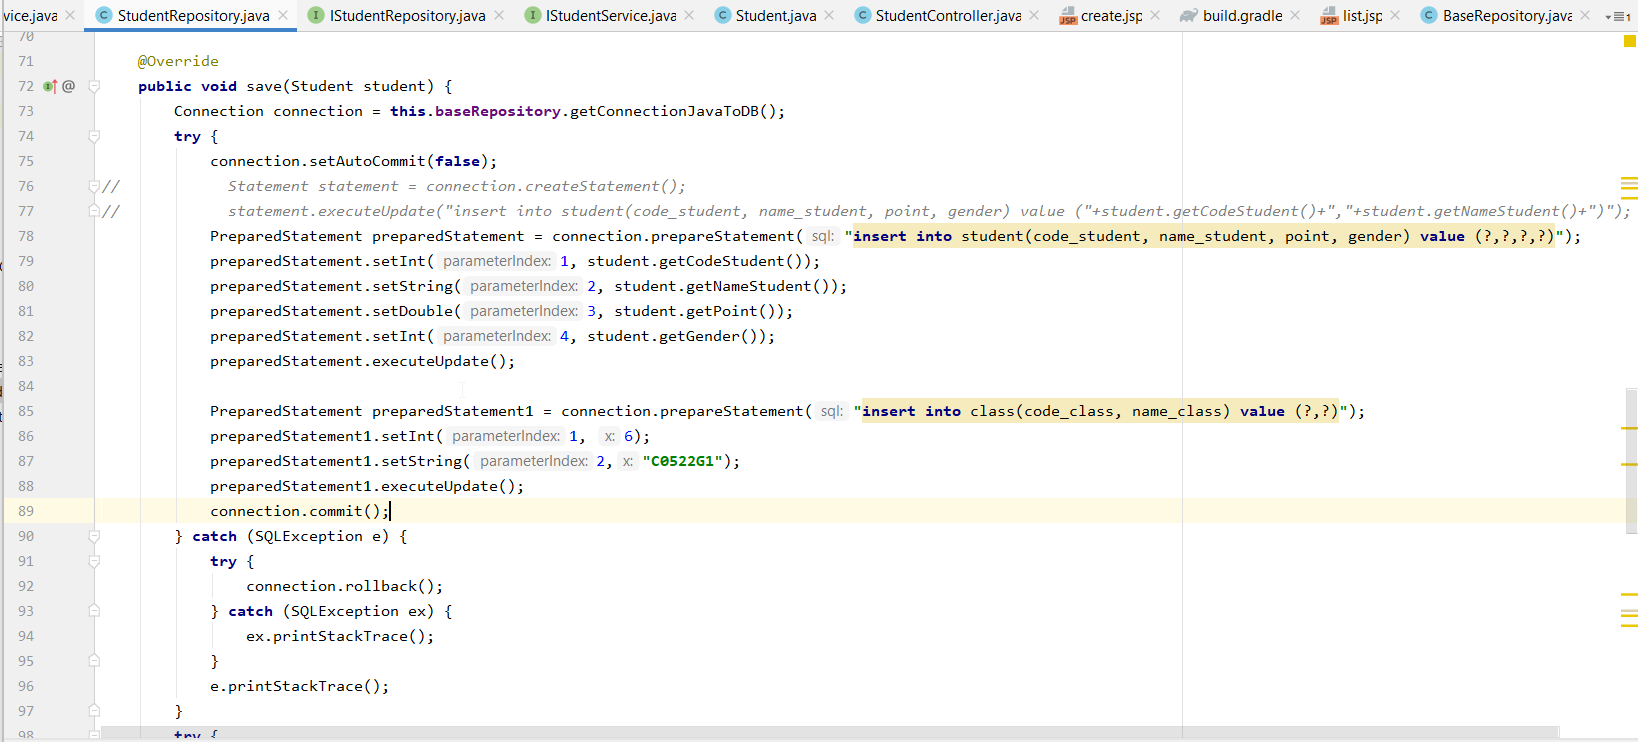 vice.java StudentRepository.java IStudentRepository.java IStudentService.java Student.java StudentController.java create.jsp build.gradle list.jsp BaseRepository.java 1
70
71 @Override
72 public void save(Student student) {
73 Connection connection = this.baseRepository.getConnectionJavaToDB();
74 try {
75 connection.setAutoCommit(false);
76 // Statement statement = connection.createStatement();
77 // statement.executeUpdate("insert into student(code_student, name_student, point, gender) value ("+student.getCodeStudent()+","+student.getNameStudent()+")");
78 PreparedStatement preparedStatement = connection.prepareStatement( sql: "insert into student(code_student, name_student, point, gender) value (?,?,?,?)");
79 preparedStatement.setInt( parameterIndex: 1, student.getCodeStudent());
80 preparedStatement.setString( parameterIndex: 2, student.getNameStudent());
81 preparedStatement.setDouble( parameterIndex: 3, student.getPoint());
82 preparedStatement.setInt( parameterIndex: 4, student.getGender());
83 preparedStatement.executeUpdate();
84
85 PreparedStatement preparedStatement1 = connection.prepareStatement( sql: "insert into class(code_class, name_class) value (?,?)");
86 preparedStatement1.setInt( parameterIndex: 1, x: 6);
87 preparedStatement1.setString( parameterIndex: 2, x: "C0522G1");
88 preparedStatement1.executeUpdate();
89 connection.commit();
90 } catch (SQLException e) {
91 try {
92 connection.rollback();
93 } catch (SQLException ex) {
94 ex.printStackTrace();
95 }
96 e.printStackTrace();
97 }
98 try {